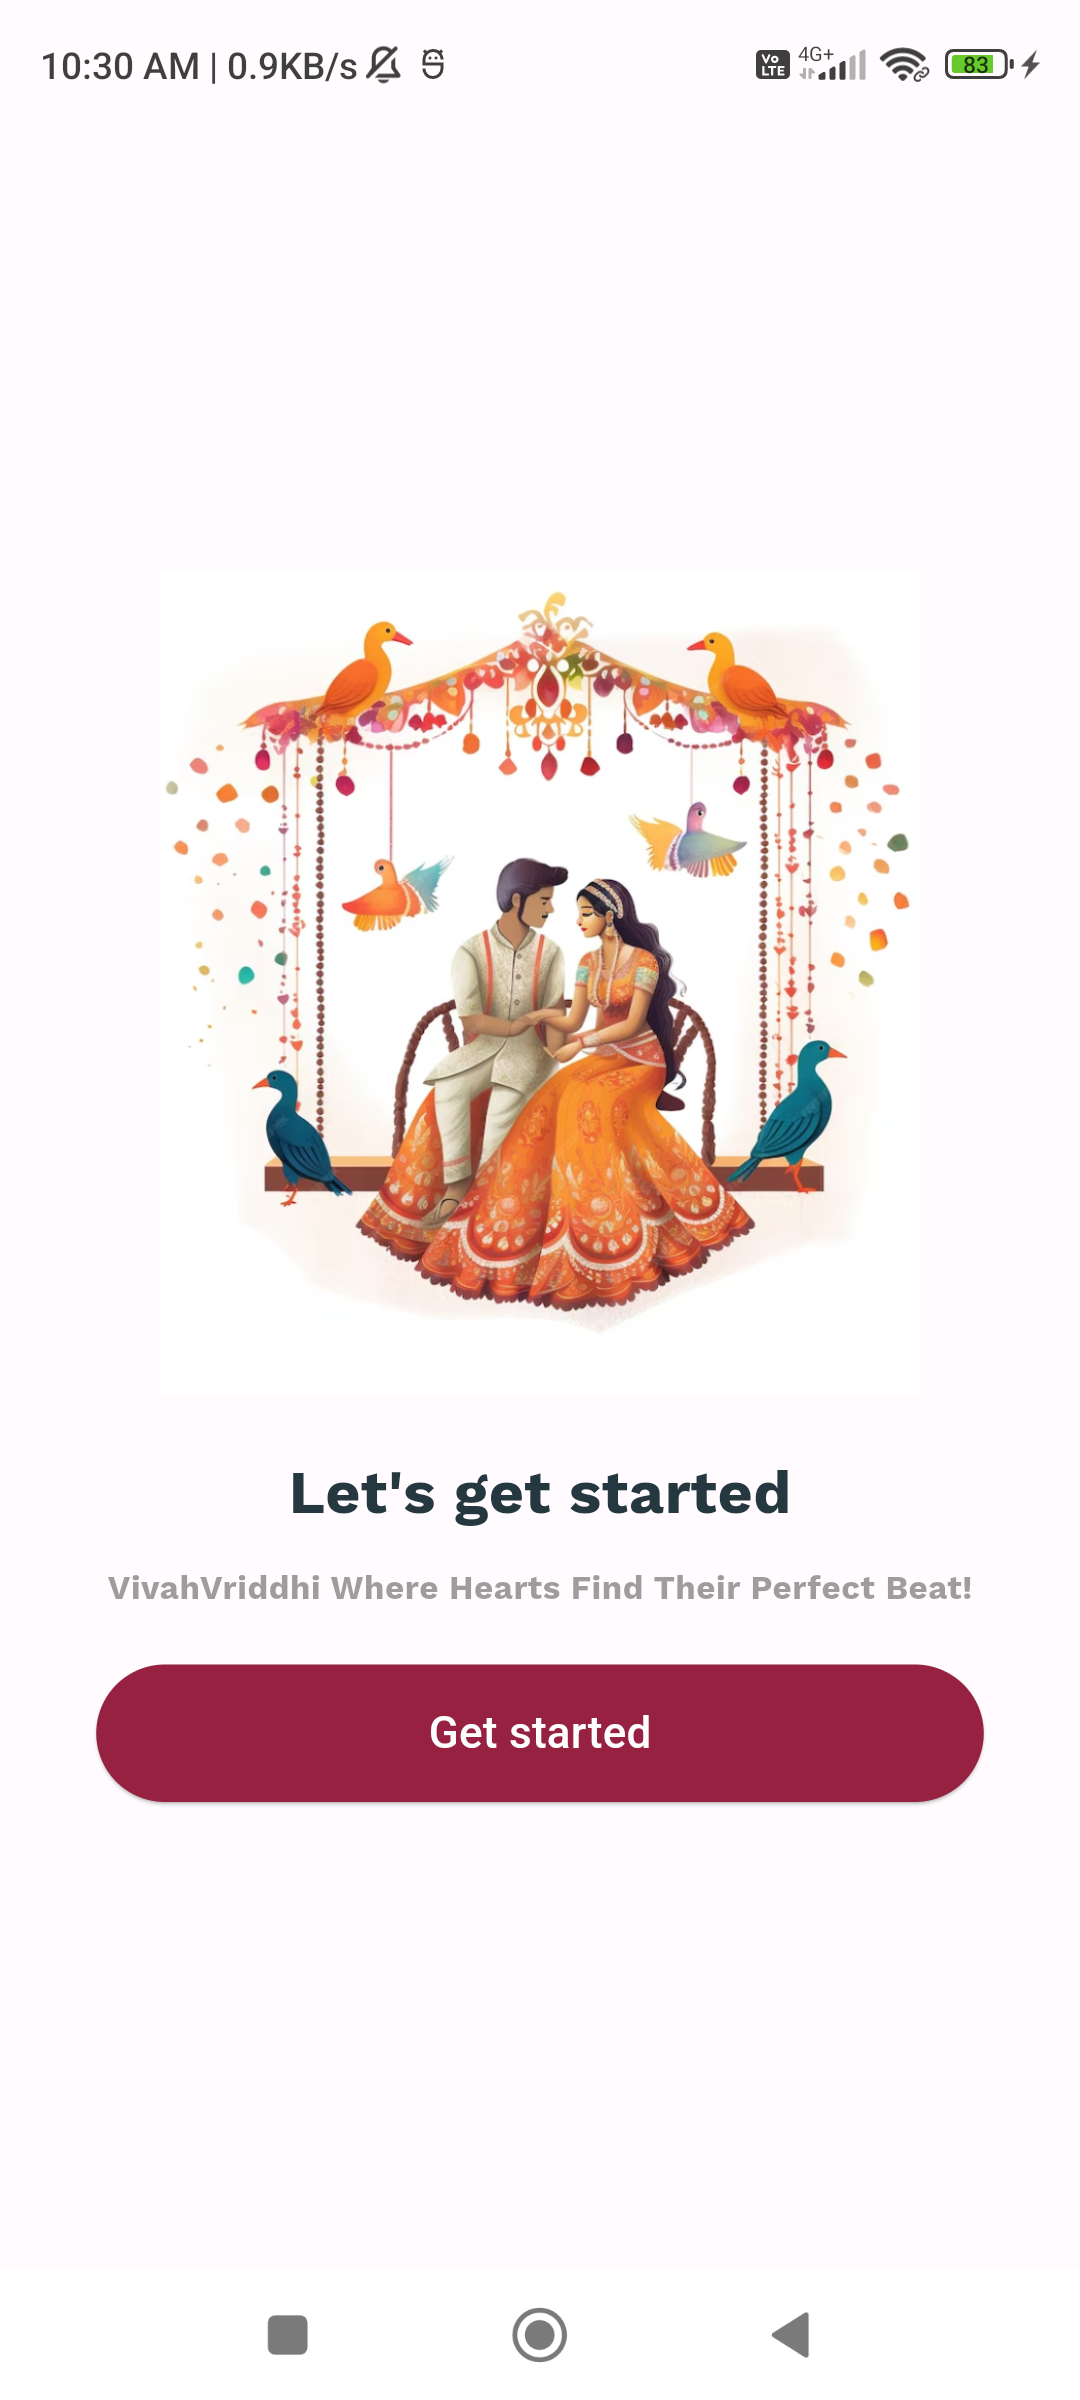 10:30 AM | 0.9KB/s
Vo LTE 4G+ 83
Let's get started
VivahVriddhi Where Hearts Find Their Perfect Beat!
Get started